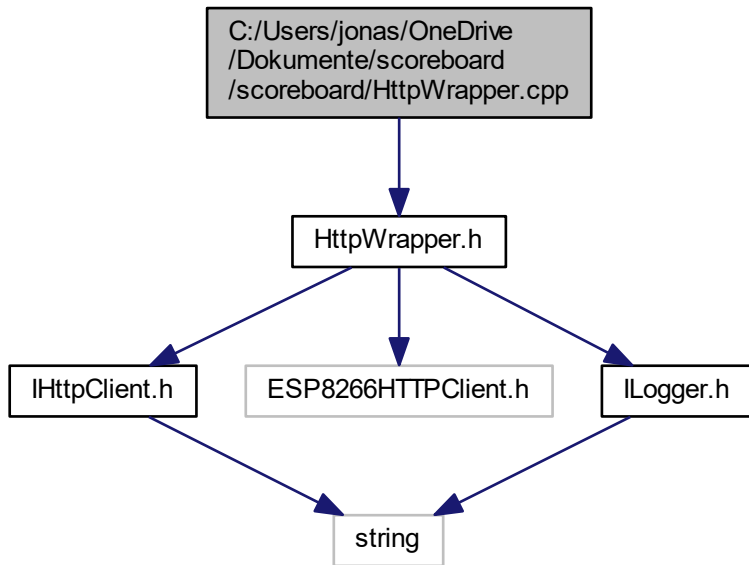 C:/Users/jonas/OneDrive
/Dokumente/scoreboard
/scoreboard/HttpWrapper.cpp
HttpWrapper.h
IHttpClient.h
ESP8266HTTPClient.h
ILogger.h
string